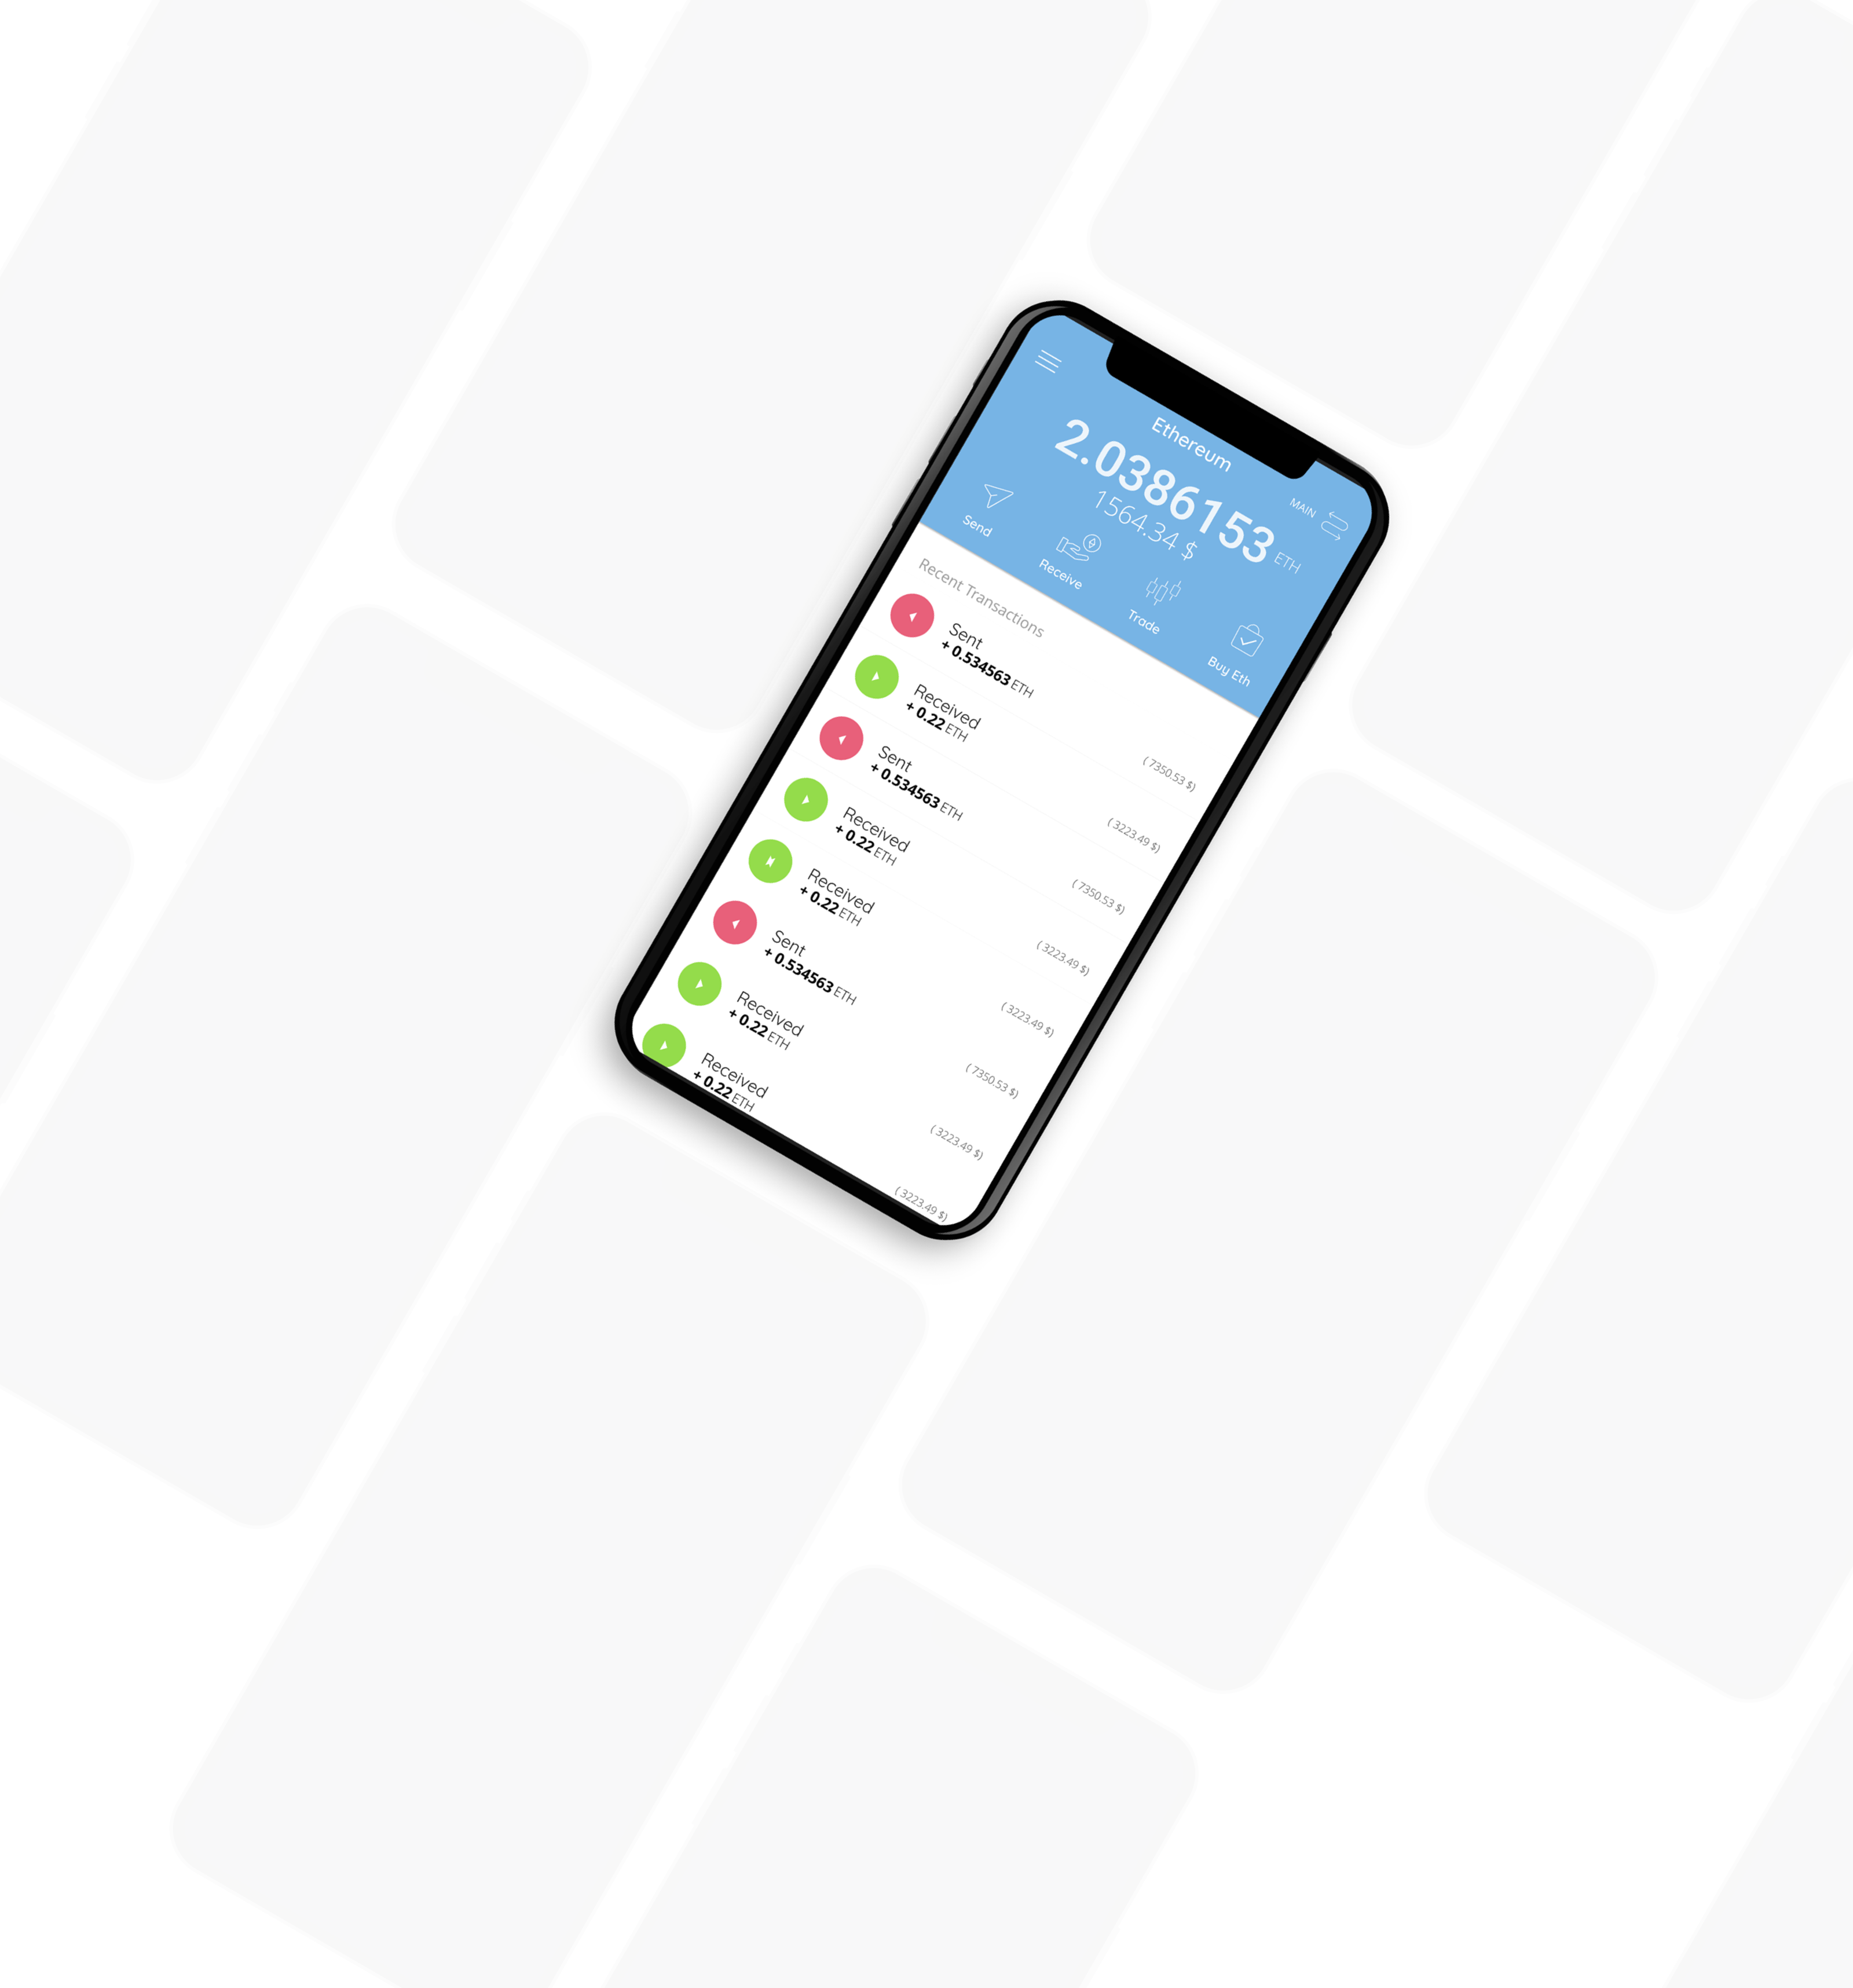 MAIN
Ethereum
2.0386153 ETH
1564.34 $
Send
Receive
Trade
Buy Eth
Recent Transactions
Sent
+ 0.534563 ETH
( 7350.53 $)
Received
+ 0.22 ETH
( 3223.49 $)
Sent
+ 0.534563 ETH
( 7350.53 $)
Received
+ 0.22 ETH
( 3223.49 $)
Received
+ 0.22 ETH
( 3223.49 $)
Sent
+ 0.534563 ETH
( 7350.53 $)
Received
+ 0.22 ETH
( 3223.49 $)
Received
+ 0.22 ETH
( 3223.49 $)